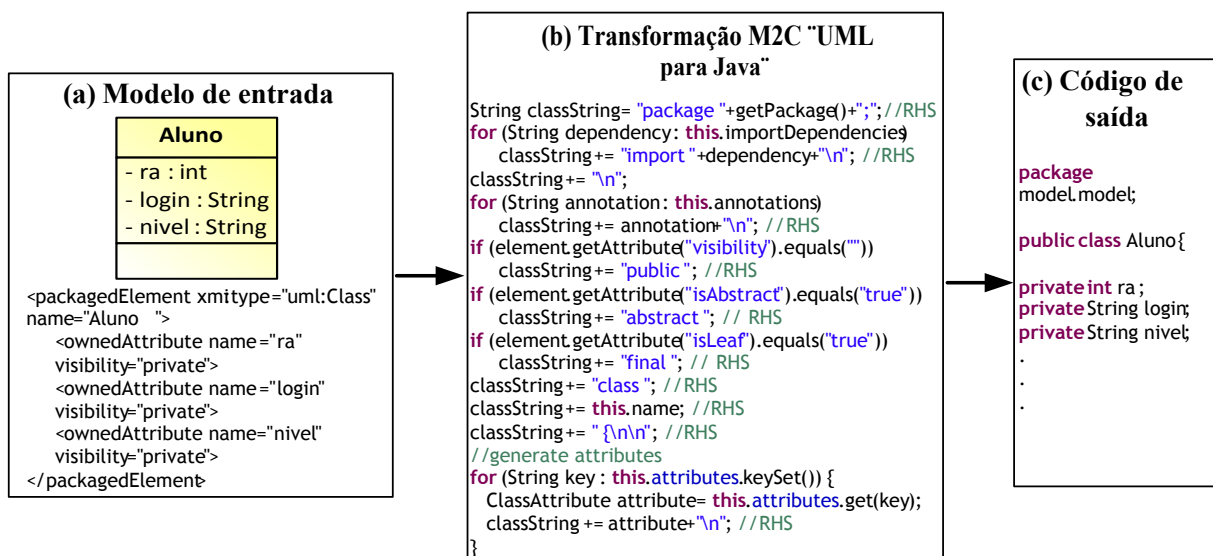 (a) Modelo de entrada
Aluno
- ra : int
- login : String
- nivel : String
<packagedElement xmitype="uml:Class"
name="Aluno ">
<ownedAttribute name="ra"
visibility="private">
<ownedAttribute name="login"
visibility="private">
<ownedAttribute name="nivel"
visibility="private">
</packagedElement>
(b) Transformação M2C ¨UML
para Java¨
String classString= "package "+getPackage()+";";//RHS
for (String dependency: this.importDependencies)
classString+= "import "+dependency+"\n"; //RHS
classString+= "\n";
for (String annotation: this.annotations)
classString+= annotation+"\n"; //RHS
if (element.getAttribute("visibility").equals(""))
classString+= "public "; //RHS
if (element.getAttribute("isAbstract").equals("true"))
classString+= "abstract "; // RHS
if (element.getAttribute("isLeaf").equals("true"))
classString+= "final "; // RHS
classString+= "class "; //RHS
classString+= this.name; //RHS
classString+= " {\n\n"; //RHS
//generate attributes
for (String key : this.attributes.keySet()) {
ClassAttribute attribute= this.attributes.get(key);
classString += attribute+"\n"; //RHS
}
(c) Código de
saída
package
model.model;
public class Aluno{
private int ra ;
private String login;
private String nivel;
.
.
.